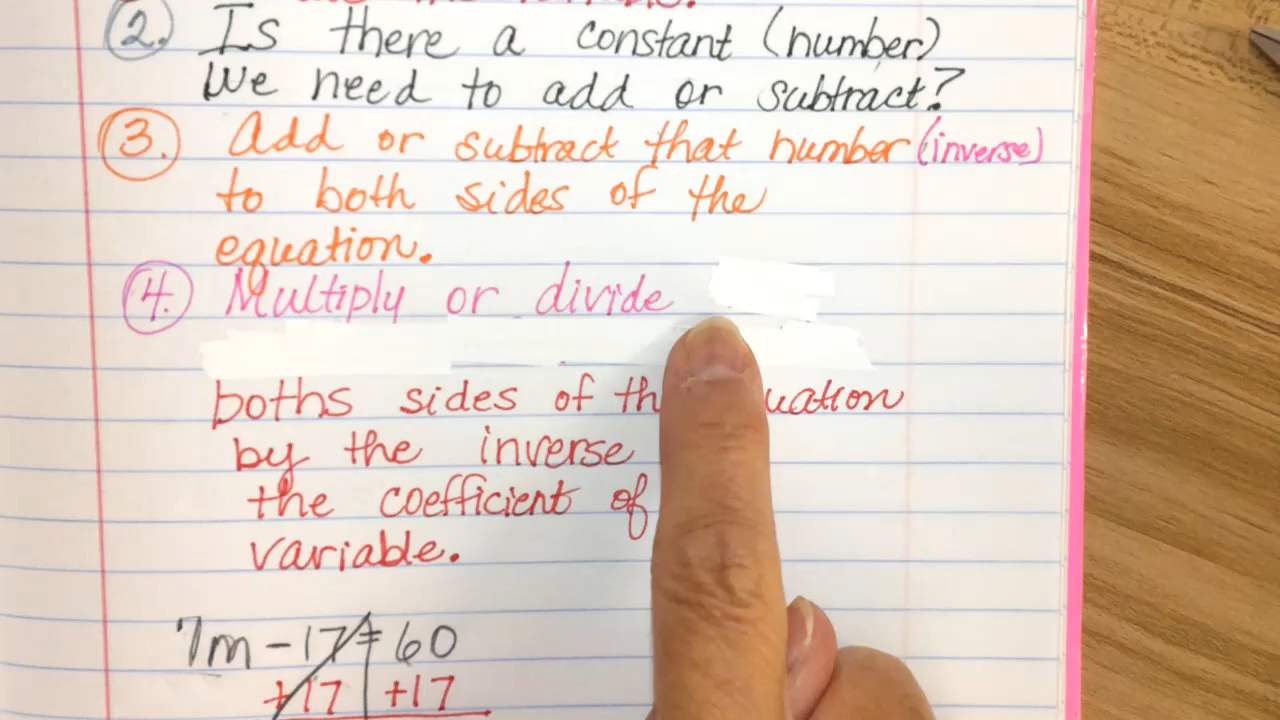 2. Is there a constant (number)
We need to add or subtract?
3. Add or subtract that number (inverse)
to both sides of the
equation.
4. Multiply or divide
boths sides of th uation
by the inverse
the coefficient of
variable.
7m - 17 = 60
+17 +17